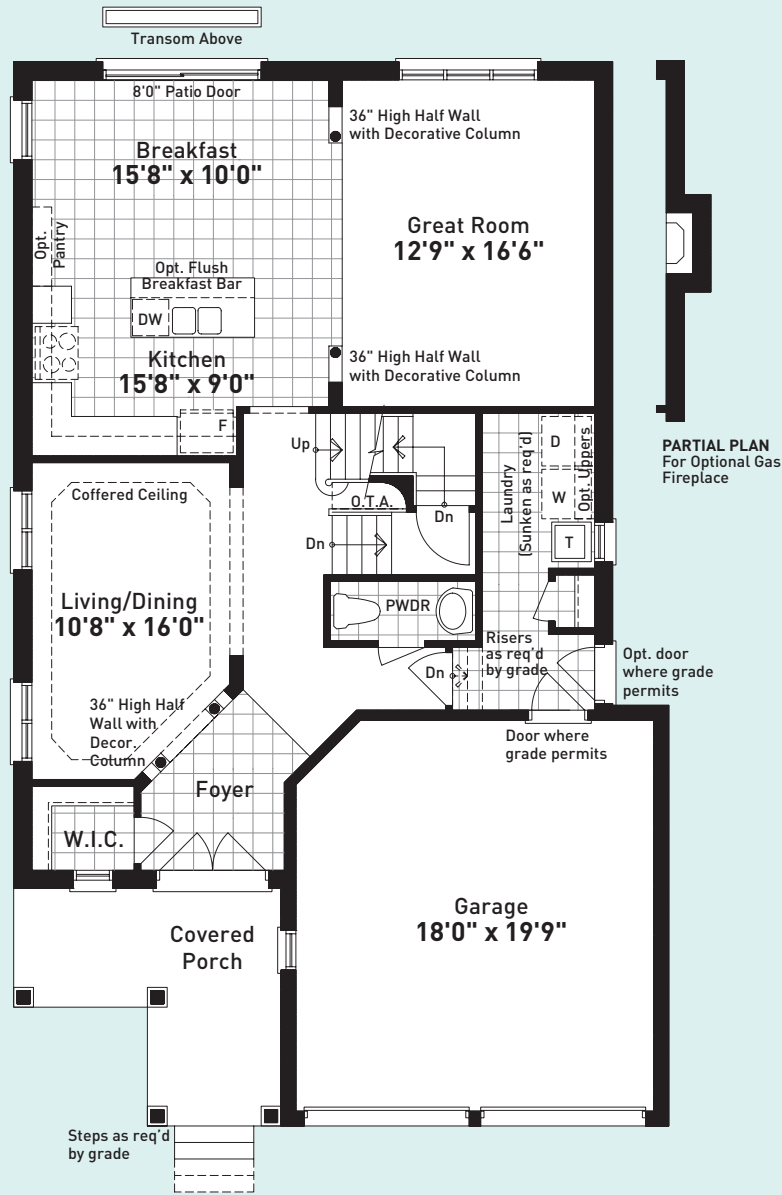 Transom Above
8'0" Patio Door
36" High Half Wall
with Decorative Column
Breakfast
15'8" x 10'0"
Great Room
12'9" x 16'6"
Opt.
Pantry
Opt. Flush
Breakfast Bar
DW
Kitchen
15'8" x 9'0"
36" High Half Wall
with Decorative Column
F
Up
D
W
T
Opt. Uppers
Laundry
(Sunken as req'd)
PARTIAL PLAN
For Optional Gas
Fireplace
Coffered Ceiling
O.T.A.
Dn
Dn
Living/Dining
10'8" x 16'0"
PWDR
Risers
as req'd
by grade
Dn
Opt. door
where grade
permits
36" High Half
Wall with
Decor.
Column
Door where
grade permits
Foyer
W.I.C.
Garage
18'0" x 19'9"
Covered
Porch
Steps as req'd
by grade